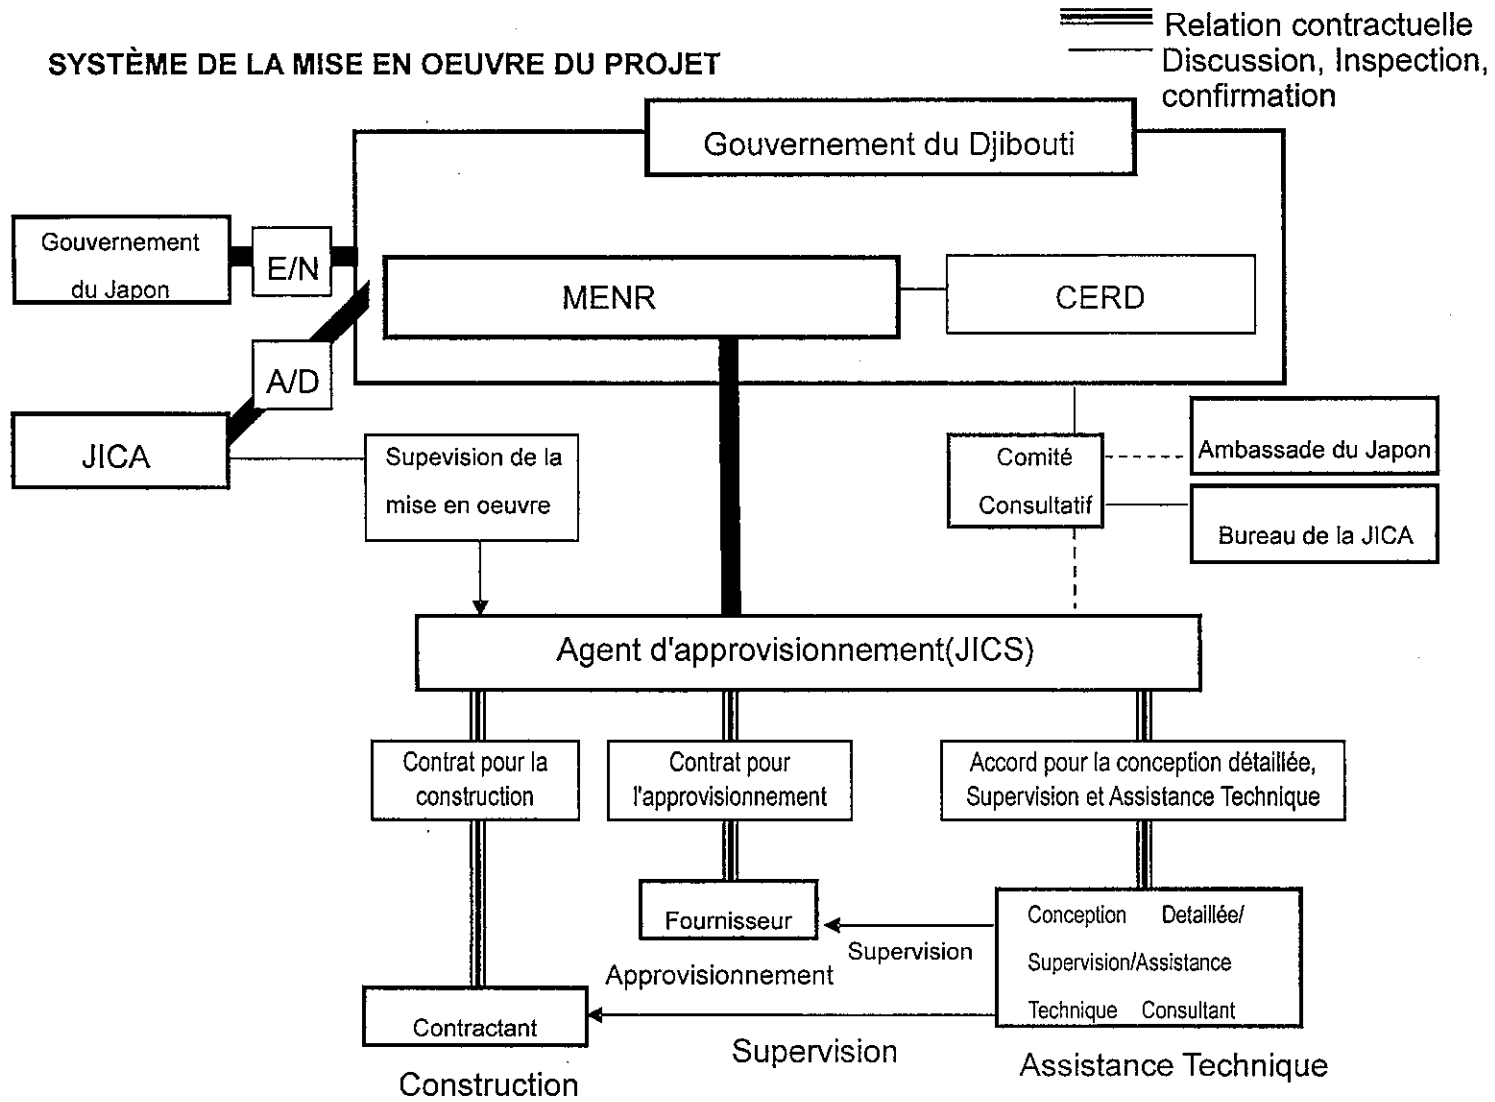 Relation contractuelle
Discussion, Inspection,
confirmation
SYSTÈME DE LA MISE EN OEUVRE DU PROJET
Gouvernement du Djibouti
Gouvernement
du Japon
E/N
MENR
CERD
A/D
JICA
Supevision de la
mise en oeuvre
Comité
Consultatif
Ambassade du Japon
Bureau de la JICA
Agent d'approvisionnement(JICS)
Contrat pour la
construction
Contrat pour
l'approvisionnement
Accord pour la conception détaillée,
Supervision et Assistance Technique
Fournisseur
Supervision
Approvisionnement
Conception Detaillée/
Supervision/Assistance
Technique Consultant
Contractant
Supervision
Assistance Technique
Construction